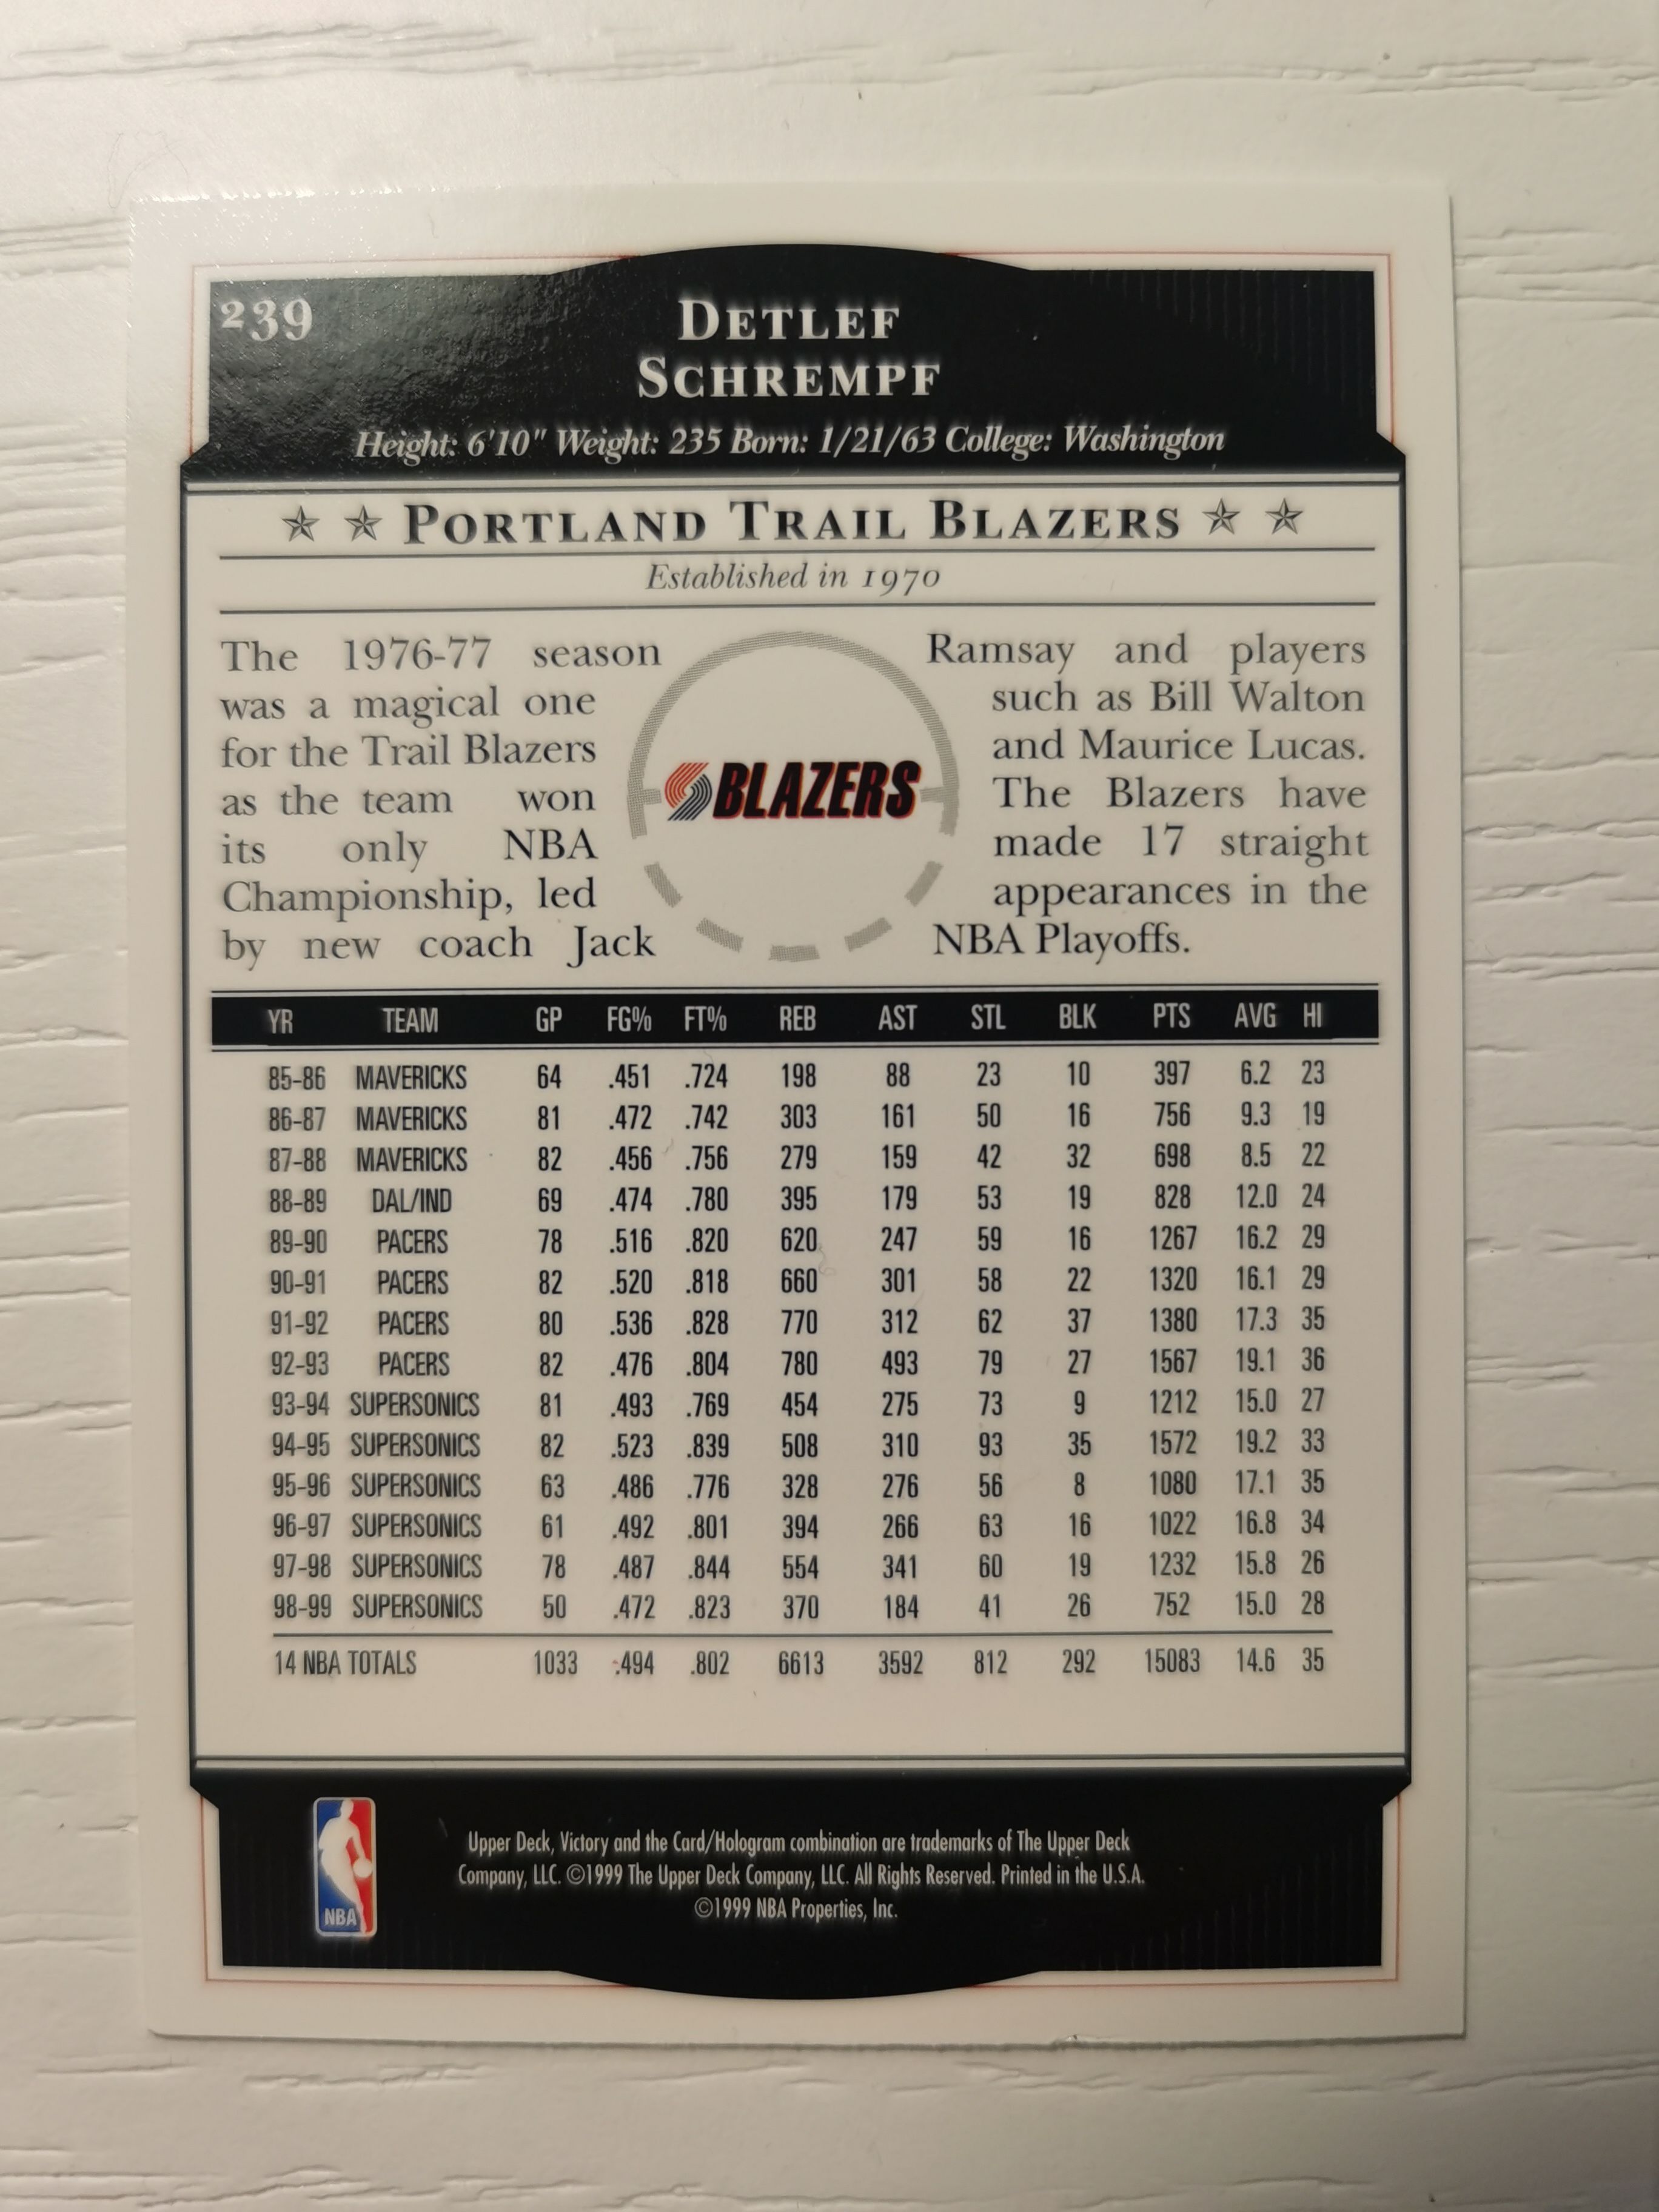 239
DETLEF
SCHREMPF
Height: 6'10" Weight: 235 Born: 1/21/63 College: Washington
PORTLAND TRAIL BLAZERS
Established in 1970
The 1976-77 season
was a magical one
for the Trail Blazers
as the team won
its only NBA
Championship, led
by new coach Jack
BLAZERS
Ramsay and players
such as Bill Walton
and Maurice Lucas.
The Blazers have
made 17 straight
appearances in the
NBA Playoffs.
YR TEAM GP FG% FT% REB AST STL BLK PTS AVG HI
85-86 MAVERICKS 64 .451 .724 198 88 23 10 397 6.2 23
86-87 MAVERICKS 81 .472 .742 303 161 50 16 756 9.3 19
87-88 MAVERICKS 82 .456 .756 279 159 42 32 698 8.5 22
88-89 DAL/IND 69 .474 .780 395 179 53 19 828 12.0 24
89-90 PACERS 78 .516 .820 620 247 59 16 1267 16.2 29
90-91 PACERS 82 .520 .818 660 301 58 22 1320 16.1 29
91-92 PACERS 80 .536 .828 770 312 62 37 1380 17.3 35
92-93 PACERS 82 .476 .804 780 493 79 27 1567 19.1 36
93-94 SUPERSONICS 81 .493 .769 454 275 73 9 1212 15.0 27
94-95 SUPERSONICS 82 .523 .839 508 310 93 35 1572 19.2 33
95-96 SUPERSONICS 63 .486 .776 328 276 56 8 1080 17.1 35
96-97 SUPERSONICS 61 .492 .801 394 266 63 16 1022 16.8 34
97-98 SUPERSONICS 78 .487 .844 554 341 60 19 1232 15.8 26
98-99 SUPERSONICS 50 .472 .823 370 184 41 26 752 15.0 28
14 NBA TOTALS 1033 .494 .802 6613 3592 812 292 15083 14.6 35
NBA
Upper Deck, Victory and the Card/Hologram combination are trademarks of The Upper Deck
Company, LLC. ©1999 The Upper Deck Company, LLC. All Rights Reserved. Printed in the U.S.A.
©1999 NBA Properties, Inc.